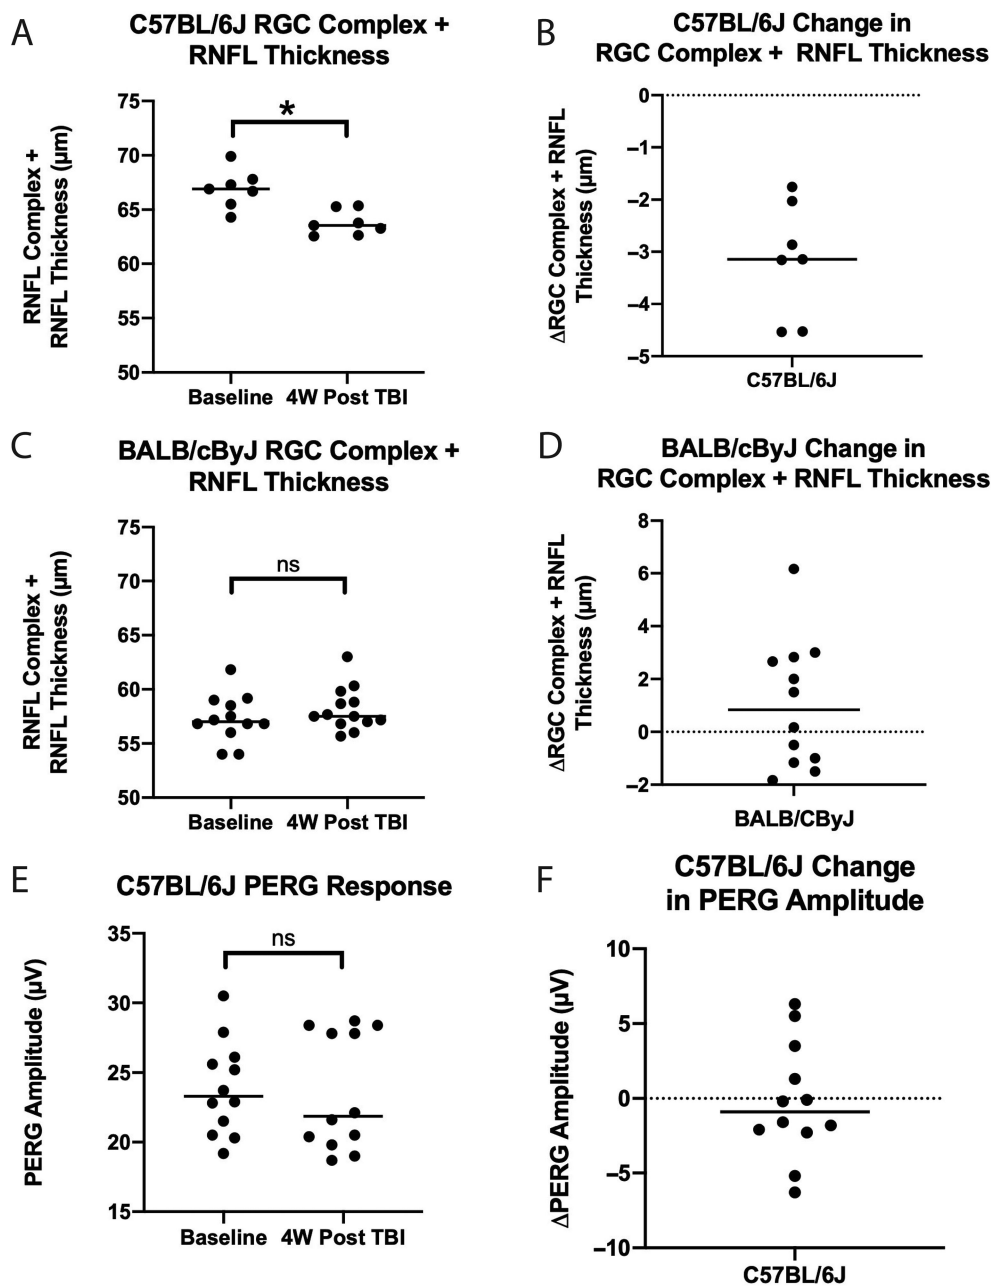 A
C57BL/6J RGC Complex +
RNFL Thickness
RNFL Complex +
RNFL Thickness (µm)
75
70
65
60
55
50
*
Baseline
4W Post TBI
B
C57BL/6J Change in
RGC Complex + RNFL Thickness
ΔRGC Complex + RNFL
Thickness (µm)
0
–1
–2
–3
–4
–5
C57BL/6J
C
BALB/cByJ RGC Complex +
RNFL Thickness
RNFL Complex +
RNFL Thickness (µm)
75
70
65
60
55
50
ns
Baseline
4W Post TBI
D
BALB/cByJ Change in
RGC Complex + RNFL Thickness
ΔRGC Complex + RNFL
Thickness (µm)
8
6
4
2
0
–2
BALB/CByJ
E
C57BL/6J PERG Response
PERG Amplitude (µV)
35
30
25
20
15
ns
Baseline
4W Post TBI
F
C57BL/6J Change
in PERG Amplitude
ΔPERG Amplitude (µV)
10
5
0
–5
–10
C57BL/6J